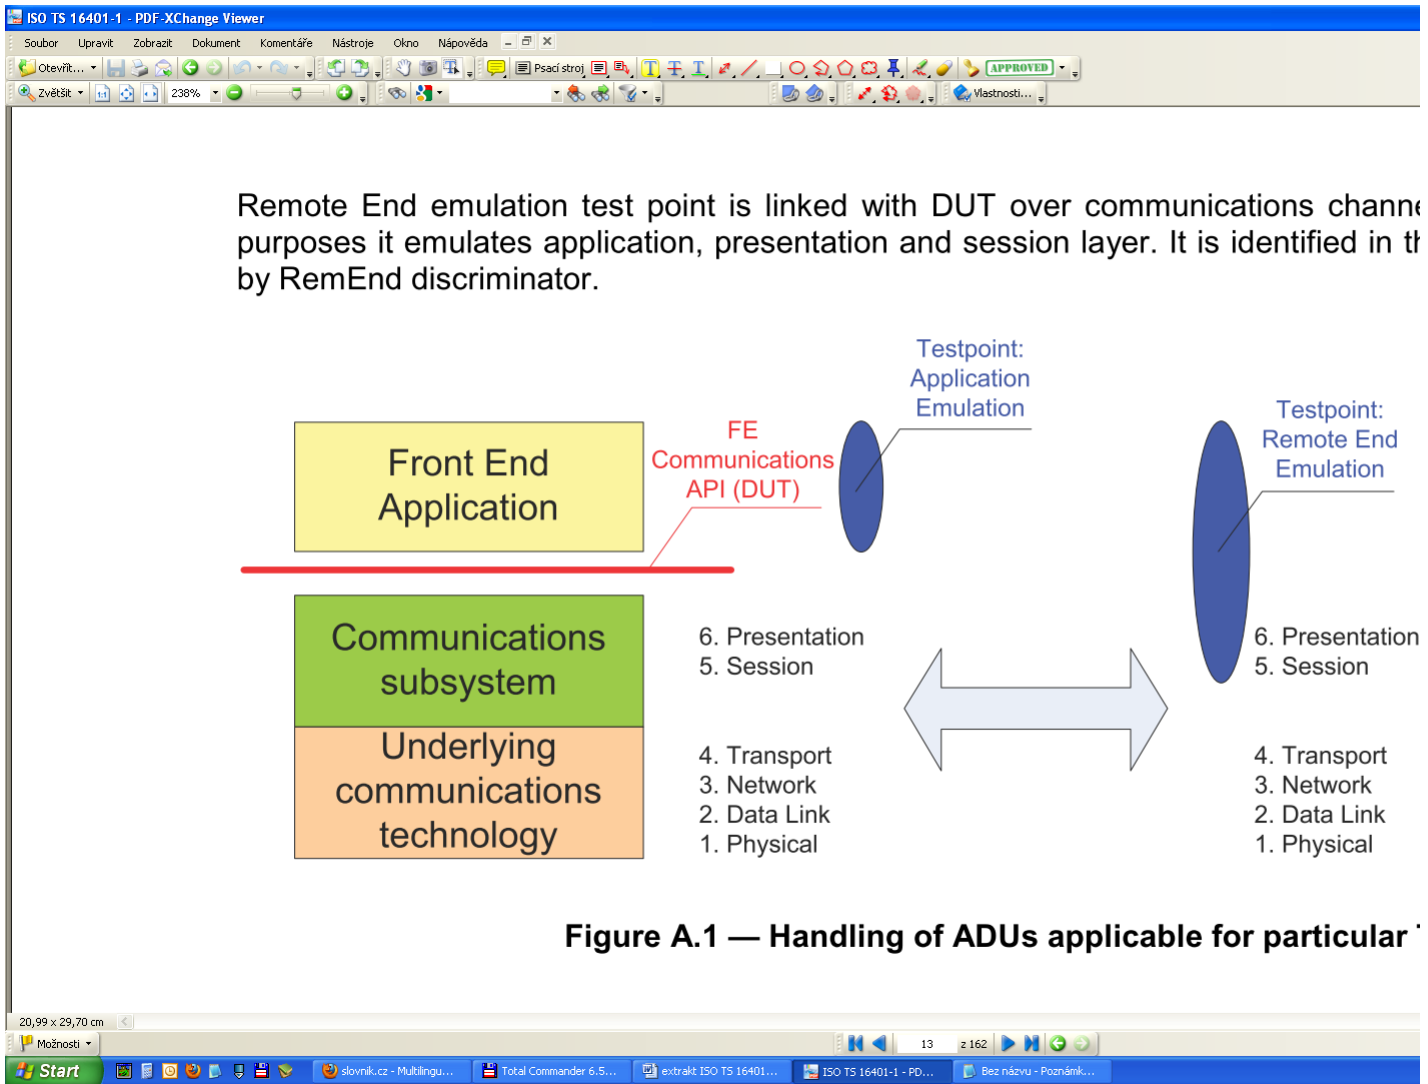 ISO TS 16401-1 - PDF-XChange Viewer
Soubor Upravit Zobrazit Dokument Komentáře Nástroje Okno Nápověda
Otevřít... Psací stroj APPROVED
Zvětšit 1:1 238% Vlastnosti...
Remote End emulation test point is linked with DUT over communications channe
purposes it emulates application, presentation and session layer. It is identified in th
by RemEnd discriminator.
Testpoint:
Application
Emulation
Testpoint:
Remote End
Emulation
FE
Communications
API (DUT)
Front End
Application
Communications
subsystem
6. Presentation
5. Session
6. Presentation
5. Session
Underlying
communications
technology
4. Transport
3. Network
2. Data Link
1. Physical
4. Transport
3. Network
2. Data Link
1. Physical
Figure A.1 — Handling of ADUs applicable for particular T
20,99 x 29,70 cm
Možnosti 13 z 162
Start slovnik.cz - Multilingu... Total Commander 6.5... extrakt ISO TS 16401... ISO TS 16401-1 - PD... Bez názvu - Poznámk...